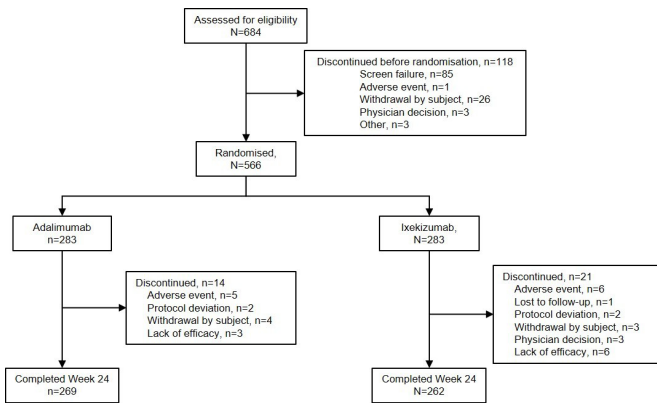 Assessed for eligibility
N=684
Discontinued before randomisation, n=118
Screen failure, n=85
Adverse event, n=1
Withdrawal by subject, n=26
Physician decision, n=3
Other, n=3
Randomised,
N=566
Adalimumab
n=283
Ixekizumab,
N=283
Discontinued, n=14
Adverse event, n=5
Protocol deviation, n=2
Withdrawal by subject, n=4
Lack of efficacy, n=3
Discontinued, n=21
Adverse event, n=6
Lost to follow-up, n=1
Protocol deviation, n=2
Withdrawal by subject, n=3
Physician decision, n=3
Lack of efficacy, n=6
Completed Week 24
n=269
Completed Week 24
N=262